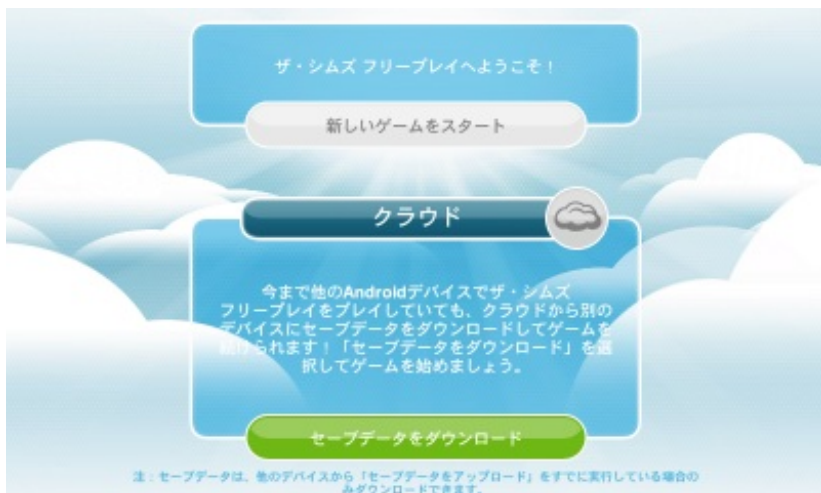 ザ・シムズ フリープレイへようこそ！
新しいゲームをスタート
クラウド
今まで他のAndroidデバイスでザ・シムズ
フリープレイをプレイしていても、クラウドから別の
デバイスにセーブデータをダウンロードしてゲームを
続けられます！「セーブデータをダウンロード」を選
択してゲームを始めましょう。
セーブデータをダウンロード
注：セーブデータは、他のデバイスから「セーブデータをアップロード」をすでに実行している場合の
みダウンロードできます。